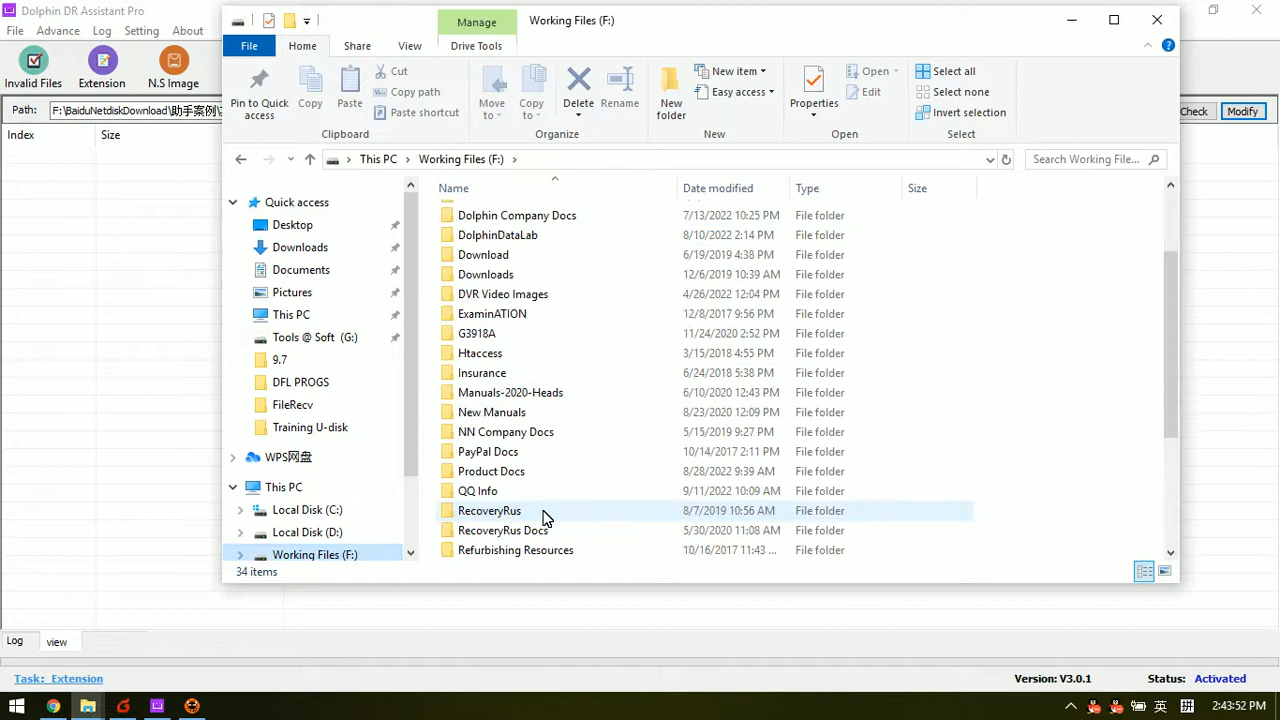 Dolphin DR Assistant Pro
File Advance Log Setting About
Invalid Files Extension N.S Image
Path: F:\BaiduNetdiskDownload\助手案例\
Check Modify
Index Size
Manage Working Files (F:)
File Home Share View Drive Tools
Pin to Quick access
Copy
Paste
Cut
Copy path
Paste shortcut
Clipboard
Move to
Copy to
Delete
Rename
Organize
New folder
New item
Easy access
New
Properties
Open
Edit
Open
Select all
Select none
Invert selection
Select
This PC Working Files (F:)
Search Working File...
Quick access
Desktop
Downloads
Documents
Pictures
This PC
Tools @ Soft (G:)
9.7
DFL PROGS
FileRecv
Training U-disk
WPS网盘
This PC
Local Disk (C:)
Local Disk (D:)
Working Files (F:)
Name Date modified Type Size
Dolphin Company Docs 7/13/2022 10:25 PM File folder
DolphinDataLab 8/10/2022 2:14 PM File folder
Download 6/19/2019 4:38 PM File folder
Downloads 12/6/2019 10:39 AM File folder
DVR Video Images 4/26/2022 12:04 PM File folder
ExaminATION 12/8/2017 9:56 PM File folder
G3918A 11/24/2020 2:52 PM File folder
Htaccess 3/15/2018 4:55 PM File folder
Insurance 6/24/2018 5:38 PM File folder
Manuals-2020-Heads 6/10/2020 12:43 PM File folder
New Manuals 8/23/2020 12:09 PM File folder
NN Company Docs 5/15/2019 9:27 PM File folder
PayPal Docs 10/14/2017 2:11 PM File folder
Product Docs 8/28/2022 9:39 AM File folder
QQ Info 9/11/2022 10:09 AM File folder
RecoveryRus 8/7/2019 10:56 AM File folder
RecoveryRus Docs 5/30/2020 11:08 AM File folder
Refurbishing Resources 10/16/2017 11:43 ... File folder
34 items
Log view
Task: Extension
Version: V3.0.1 Status: Activated
英 拼 2:43:52 PM